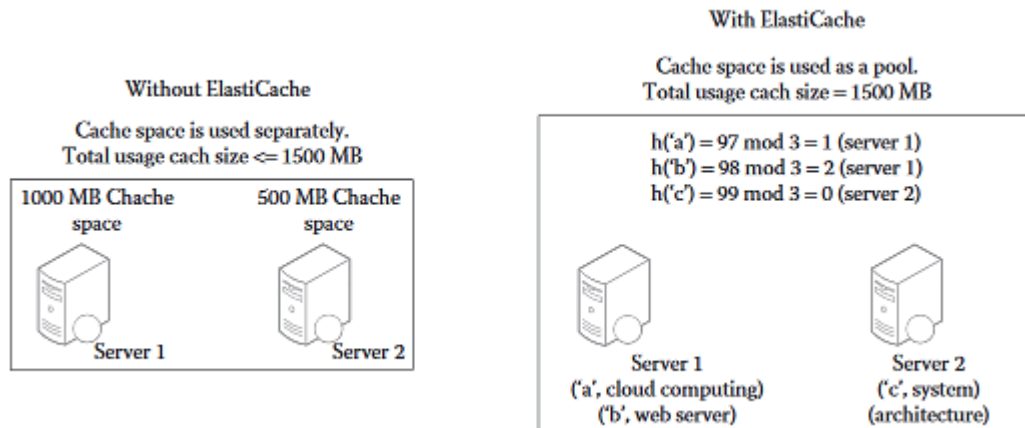 Without ElastiCache
Cache space is used separately.
Total usage cach size <= 1500 MB
1000 MB Chache
space
500 MB Chache
space
Server 1
Server 2
With ElastiCache
Cache space is used as a pool.
Total usage cach size = 1500 MB
h(‘a’) = 97 mod 3 = 1 (server 1)
h(‘b’) = 98 mod 3 = 2 (server 1)
h(‘c’) = 99 mod 3 = 0 (server 2)
Server 1
(‘a’, cloud computing)
(‘b’, web server)
Server 2
(‘c’, system)
(architecture)